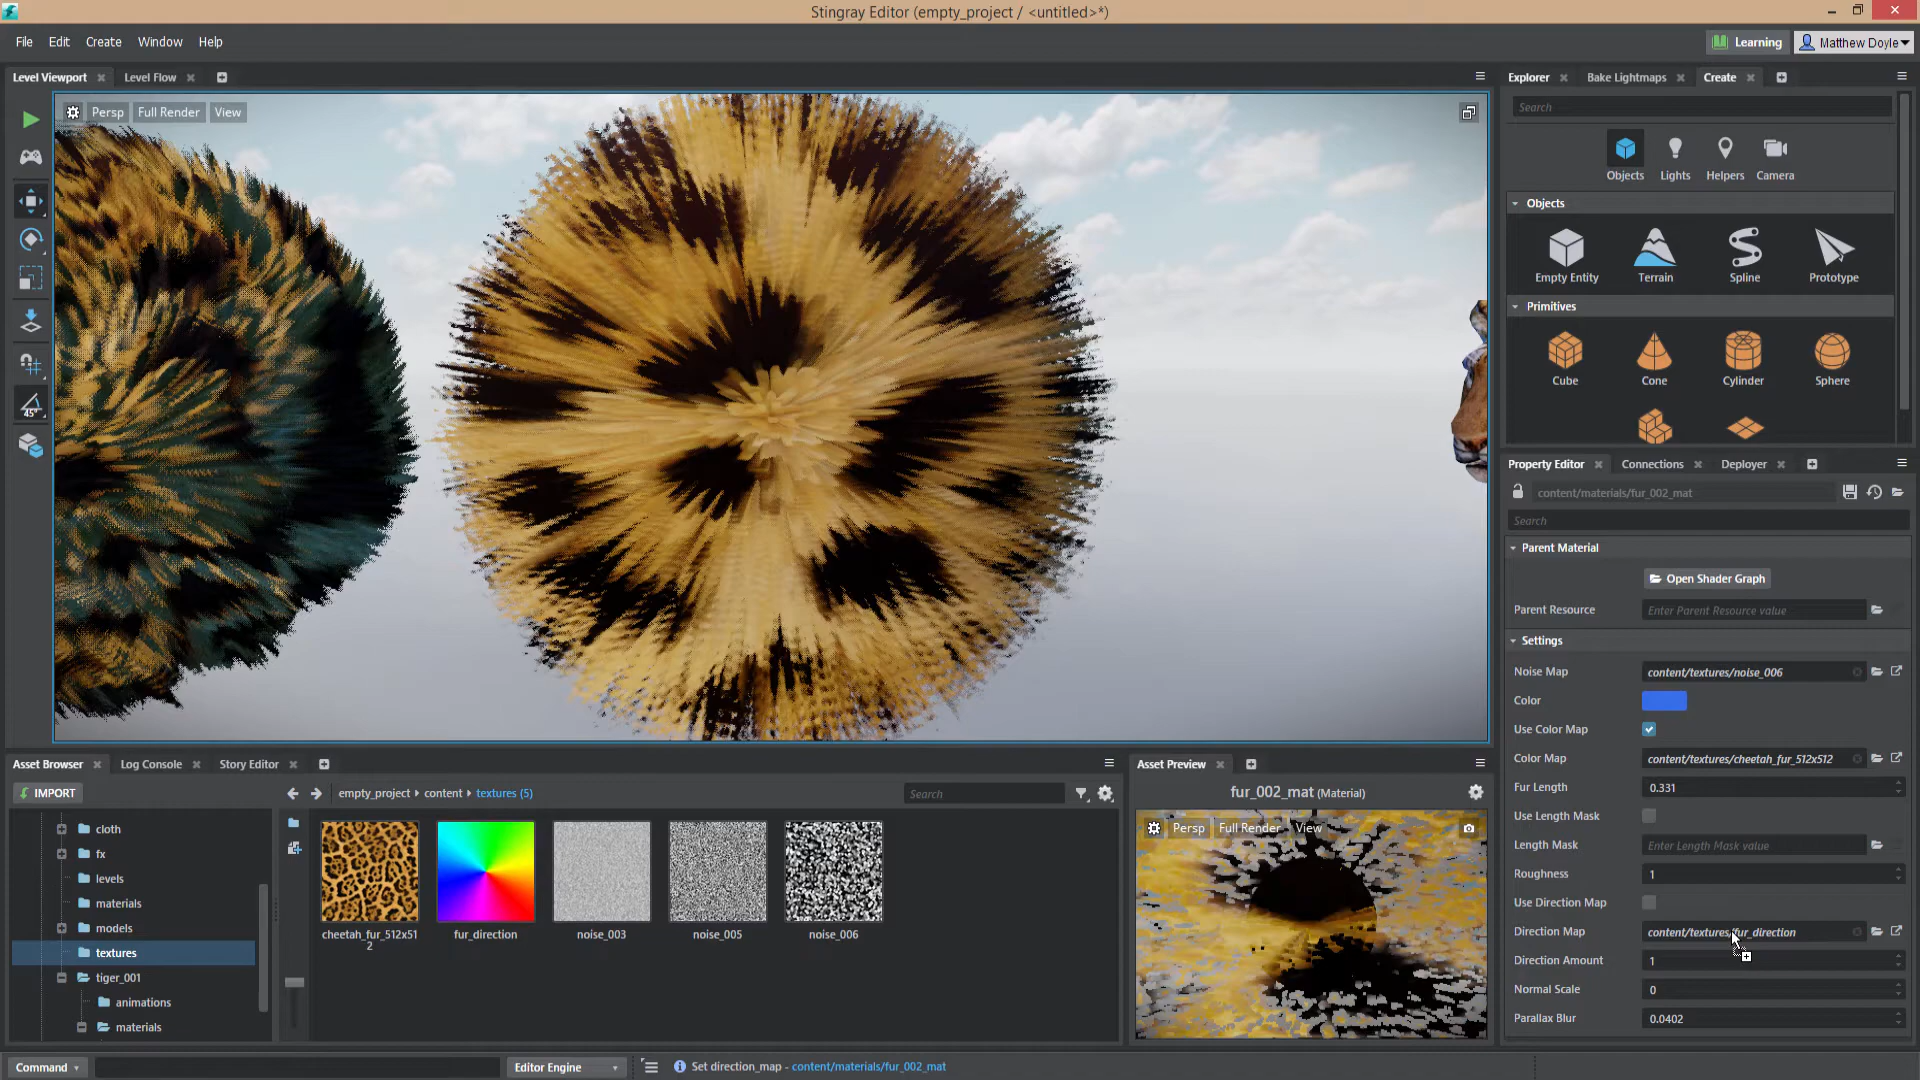 Stingray Editor (empty_project / <untitled>*)
File Edit Create Window Help
Learning Matthew Doyle
Level Viewport Level Flow
Persp Full Render View
45°
Explorer Bake Lightmaps Create
Search
Objects Lights Helpers Camera
Objects
Empty Entity Terrain Spline Prototype
Primitives
Cube Cone Cylinder Sphere
Property Editor Connections Deployer
content/materials/fur_002_mat
Search
Parent Material
Open Shader Graph
Parent Resource Enter Parent Resource value
Settings
Noise Map content/textures/noise_006
Color
Use Color Map
Color Map content/textures/cheetah_fur_512x512
Fur Length 0.331
Use Length Mask
Length Mask Enter Length Mask value
Roughness 1
Use Direction Map
Direction Map content/textures/fur_direction
Direction Amount 1
Normal Scale 0
Parallax Blur 0.0402
Asset Browser Log Console Story Editor
IMPORT
empty_project content textures (5)
Search
cloth
fx
levels
materials
models
textures
tiger_001
animations
materials
cheetah_fur_512x51
2
fur_direction
noise_003
noise_005
noise_006
Asset Preview
fur_002_mat (Material)
Persp Full Render View
Command
Editor Engine
Set direction_map - content/materials/fur_002_mat